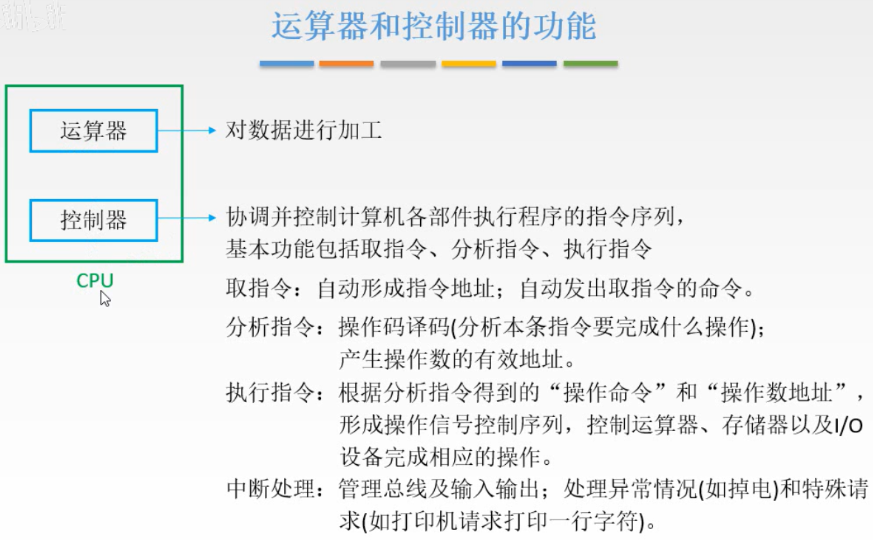 运算器和控制器的功能
运算器
对数据进行加工
控制器
协调并控制计算机各部件执行程序的指令序列，
基本功能包括取指令、分析指令、执行指令
CPU
取指令：自动形成指令地址；自动发出取指令的命令。
分析指令：操作码译码(分析本条指令要完成什么操作)；
产生操作数的有效地址。
执行指令：根据分析指令得到的“操作命令”和“操作数地址”，
形成操作信号控制序列，控制运算器、存储器以及I/O
设备完成相应的操作。
中断处理：管理总线及输入输出；处理异常情况(如掉电)和特殊请
求(如打印机请求打印一行字符)。